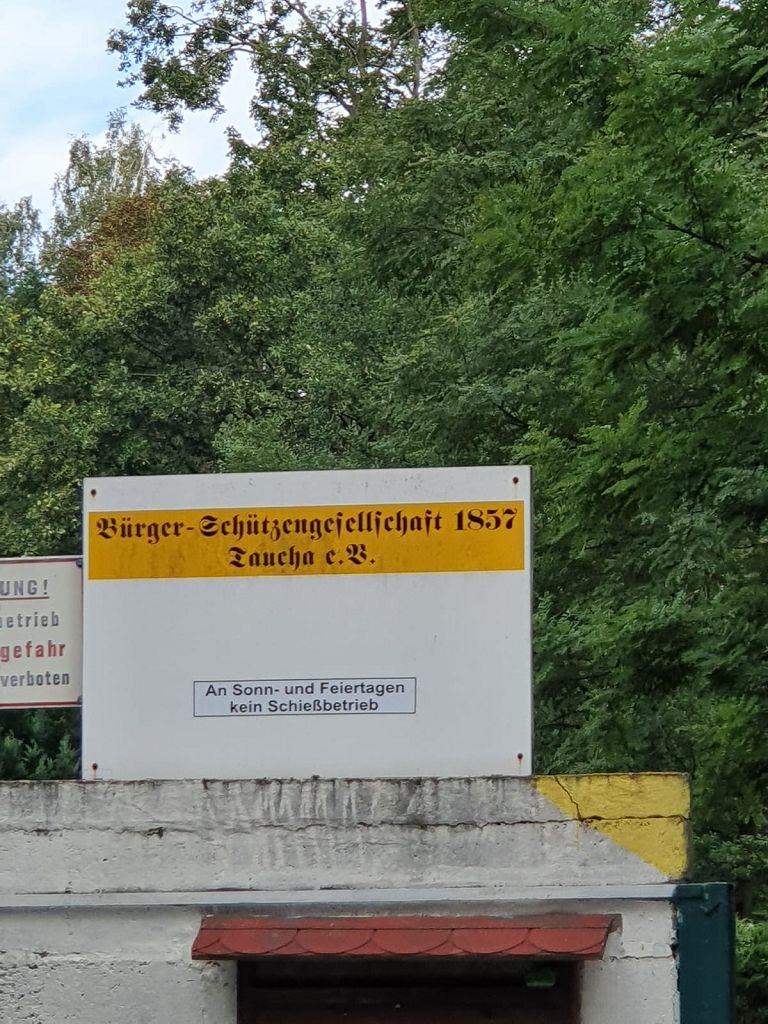 UNG!
etrieb
gefahr
verboten
Bürger-Schützengesellschaft 1857
Taucha e.V.
An Sonn- und Feiertagen
kein Schießbetrieb